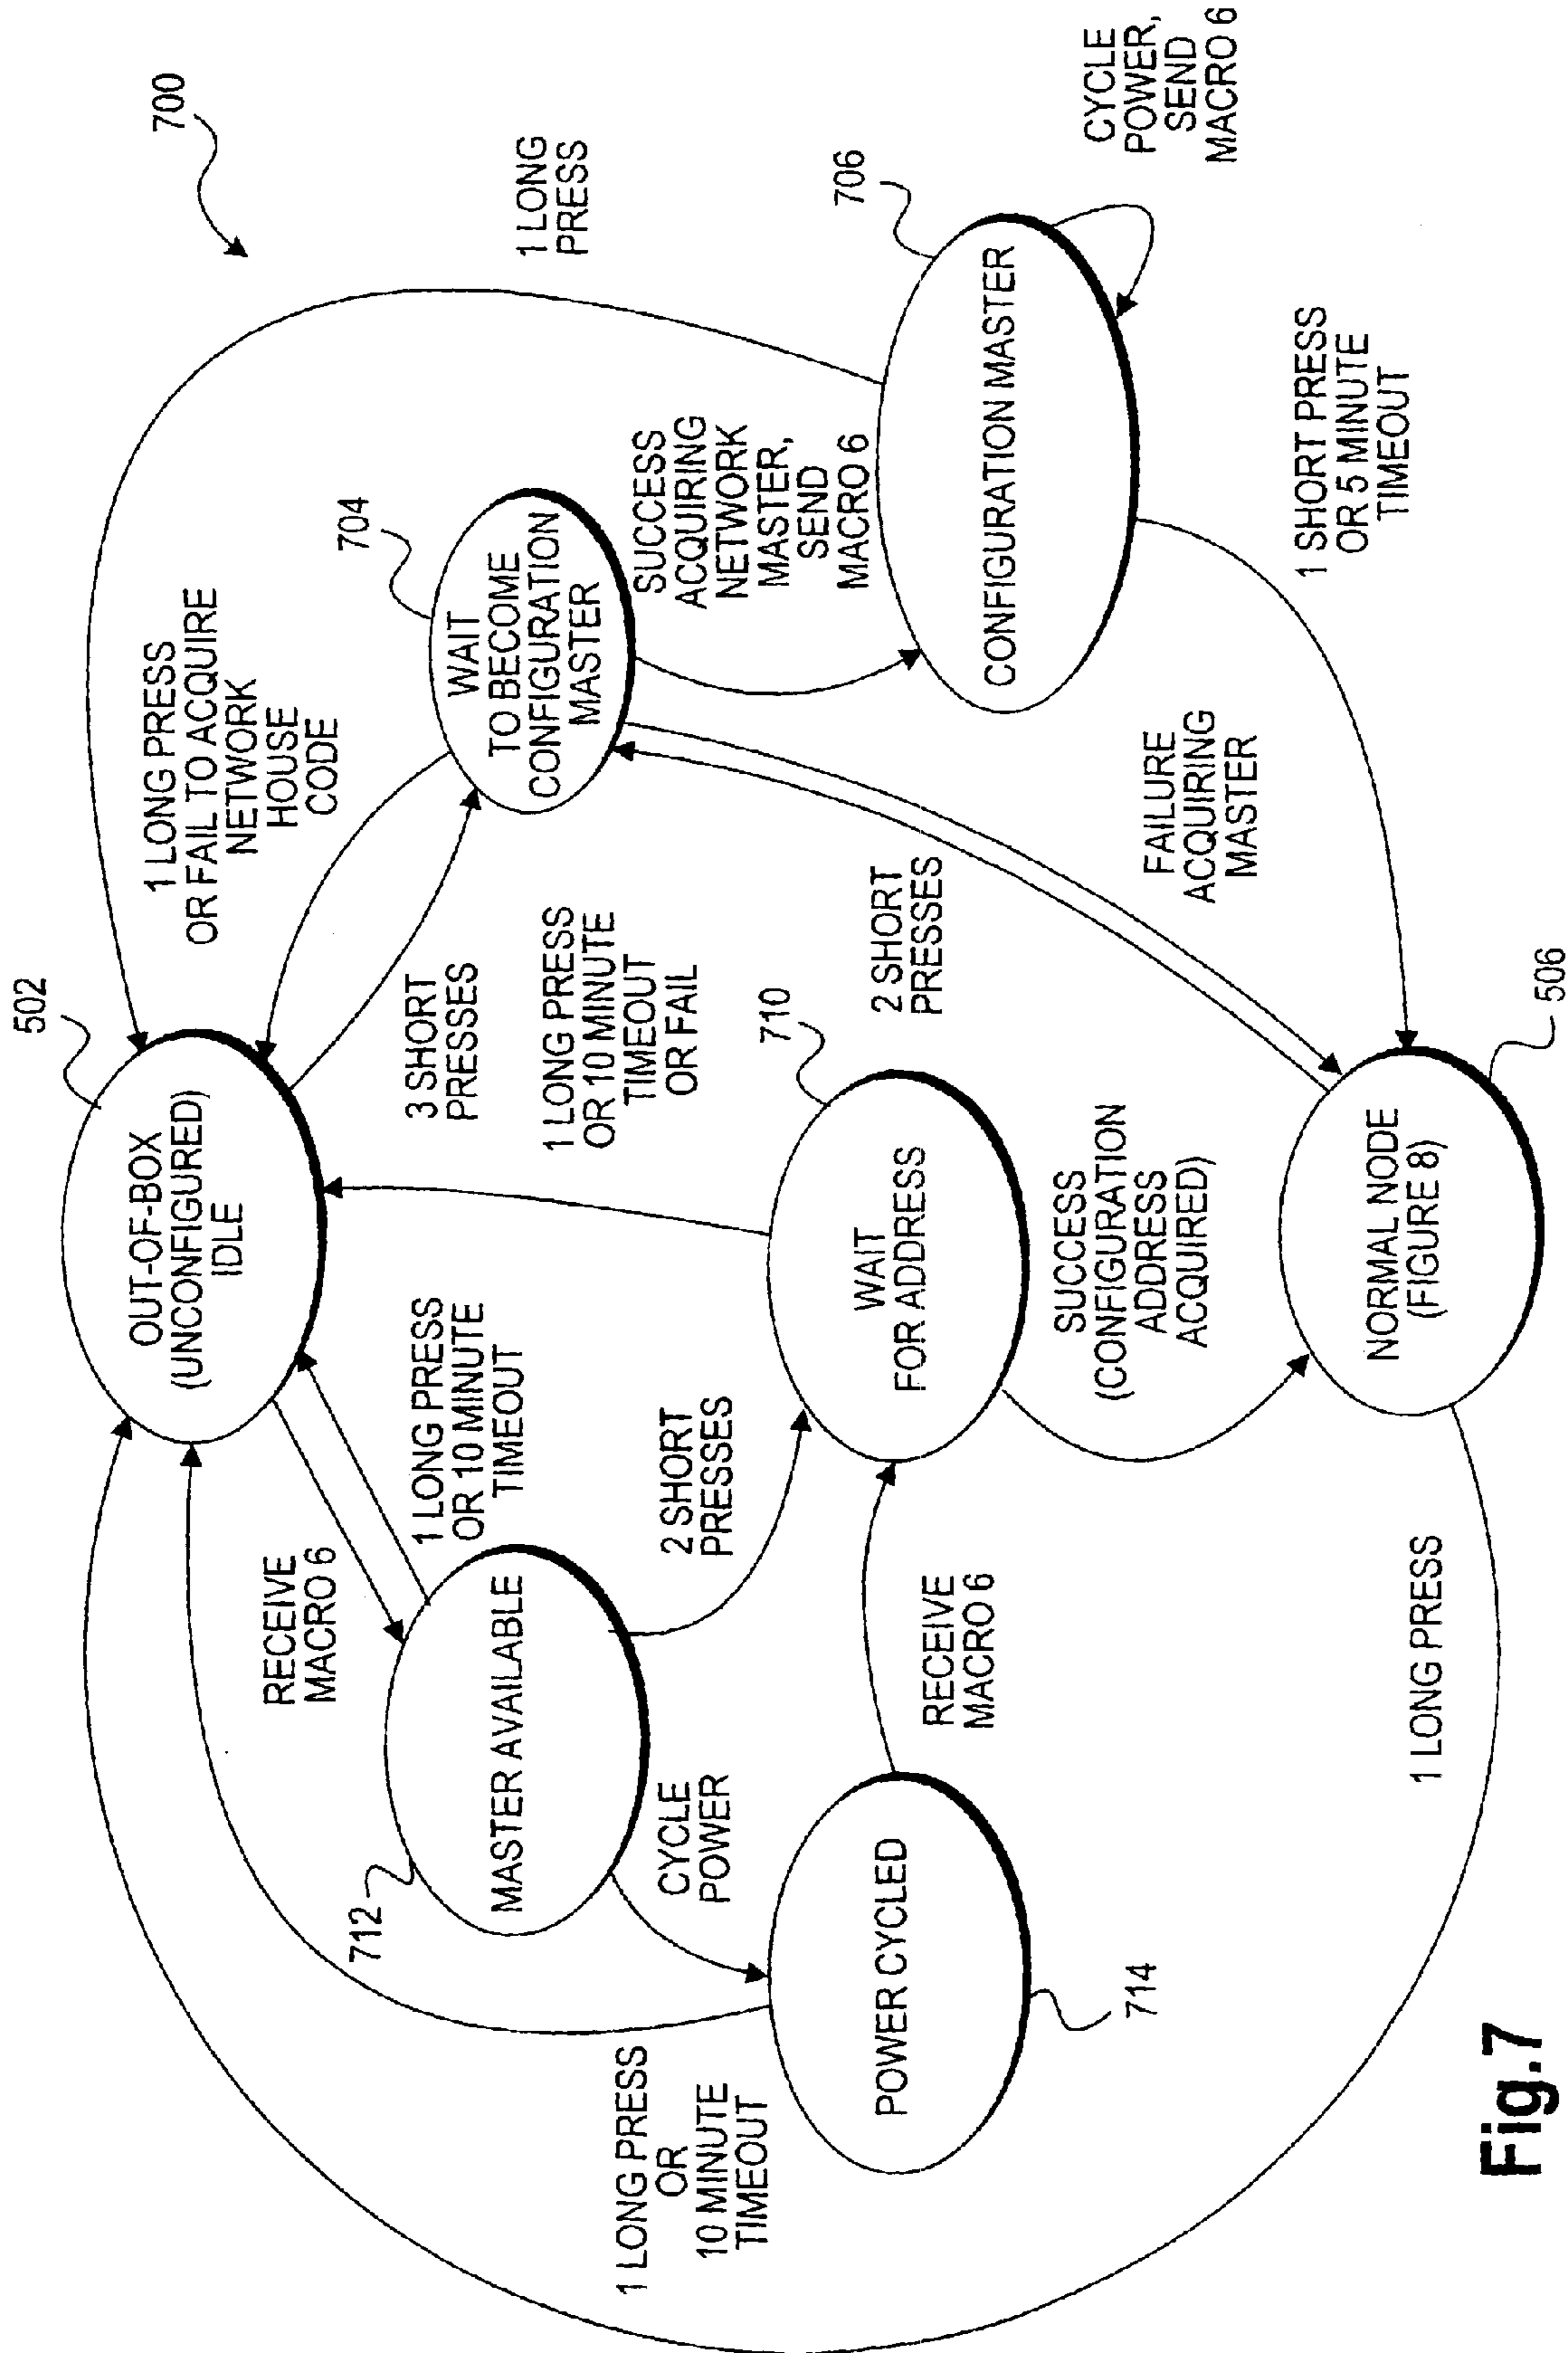 700
502
OUT-OF-BOX
(UNCONFIGURED)
IDLE
1 LONG
PRESS
1 LONG PRESS
OR FAIL TO ACQUIRE
NETWORK
HOUSE
CODE
RECEIVE
MACRO 6
1 LONG PRESS
OR 10 MINUTE
TIMEOUT
3 SHORT
PRESSES
704
WAIT
TO BECOME
CONFIGURATION
MASTER
712
MASTER AVAILABLE
1 LONG PRESS
OR 10 MINUTE
TIMEOUT
OR FAIL
SUCCESS
ACQUIRING
NETWORK
MASTER,
SEND
MACRO 6
1 LONG PRESS
OR
10 MINUTE
TIMEOUT
CYCLE
POWER
2 SHORT
PRESSES
710
2 SHORT
PRESSES
706
POWER CYCLED
WAIT
FOR ADDRESS
CONFIGURATION MASTER
714
RECEIVE
MACRO 6
SUCCESS
(CONFIGURATION
ADDRESS
ACQUIRED)
FAILURE
ACQUIRING
MASTER
CYCLE
POWER,
SEND
MACRO 6
1 SHORT PRESS
OR 5 MINUTE
TIMEOUT
1 LONG PRESS
NORMAL NODE
(FIGURE 8)
506
Fig.7